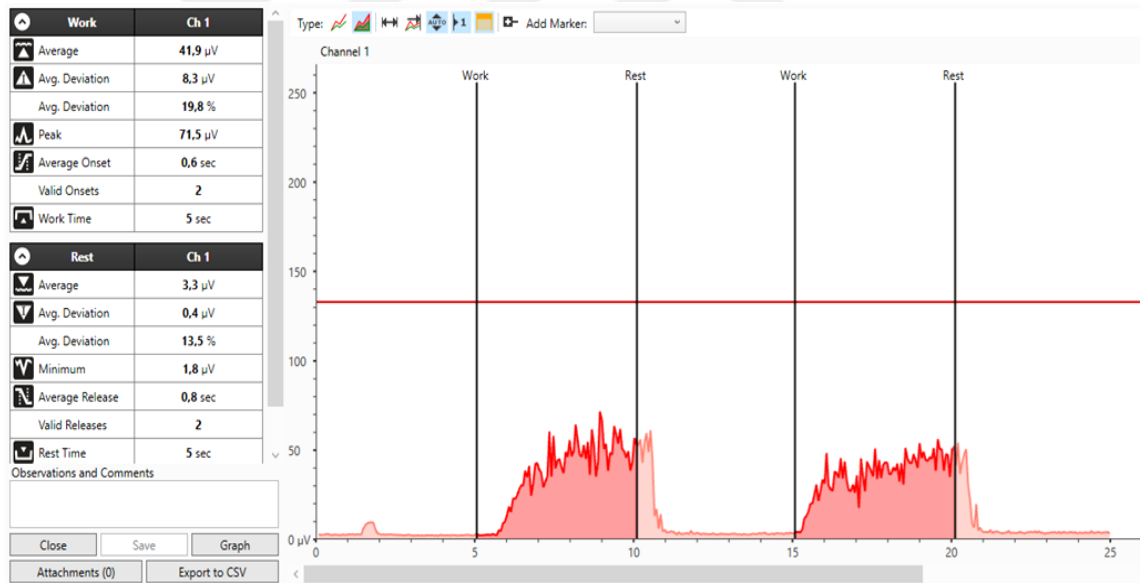 Work Ch 1
Average 41,9 µV
Avg. Deviation 8,3 µV
Avg. Deviation 19,8 %
Peak 71,5 µV
Average Onset 0,6 sec
Valid Onsets 2
Work Time 5 sec
Rest Ch 1
Average 3,3 µV
Avg. Deviation 0,4 µV
Avg. Deviation 13,5 %
Minimum 1,8 µV
Average Release 0,8 sec
Valid Releases 2
Rest Time 5 sec
Observations and Comments
Close Save Graph
Attachments (0) Export to CSV
Type: AUTO 1 Add Marker:
Channel 1
Work Rest Work Rest
250
200
150
100
50
0 µV
0 5 10 15 20 25